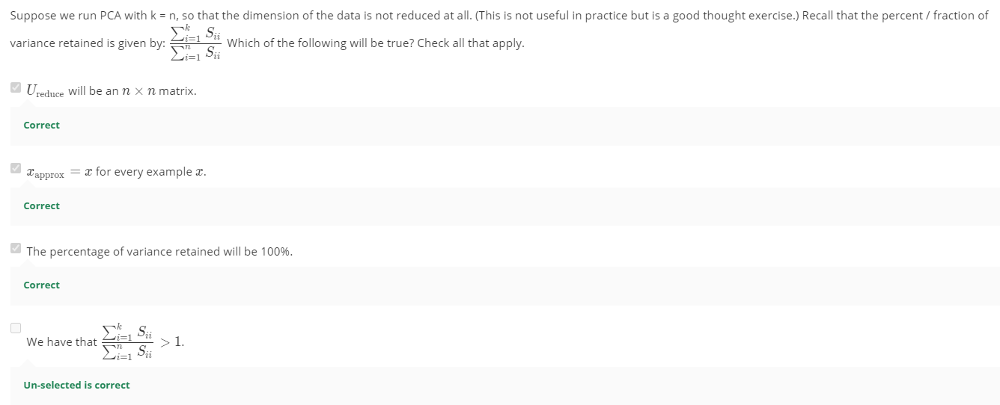 Suppose we run PCA with k = n, so that the dimension of the data is not reduced at all. (This is not useful in practice but is a good thought exercise.) Recall that the percent / fraction of
variance retained is given by: $\frac{\sum_{i=1}^{k} S_{ii}}{\sum_{i=1}^{n} S_{ii}}$ Which of the following will be true? Check all that apply.
$U_{\text{reduce}}$ will be an $n \times n$ matrix.
Correct
$x_{\text{approx}} = x$ for every example $x$.
Correct
The percentage of variance retained will be 100%.
Correct
We have that $\frac{\sum_{i=1}^{k} S_{ii}}{\sum_{i=1}^{n} S_{ii}} > 1$.
Un-selected is correct